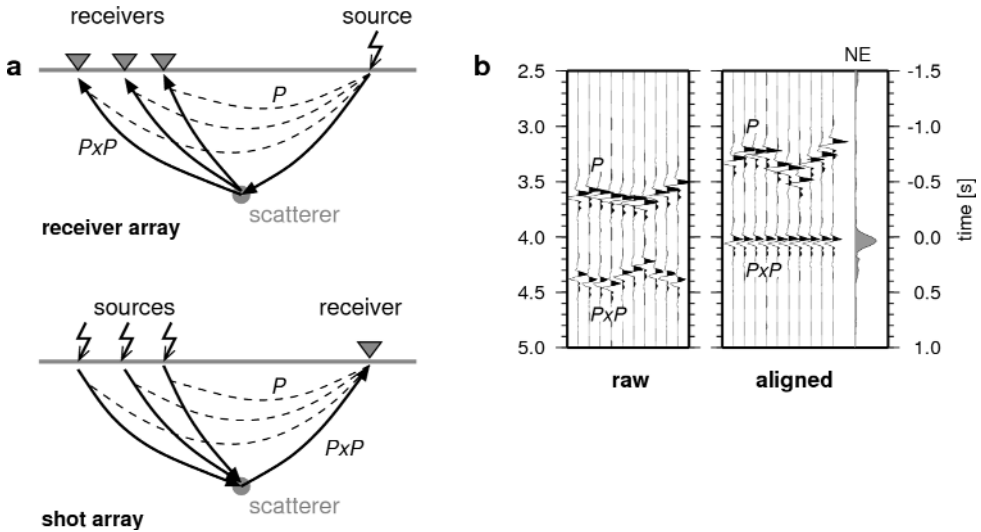 a
receivers
source
P
PxP
scatterer
receiver array
sources
receiver
P
PxP
scatterer
shot array
b
NE
2.5
3.0
3.5
4.0
4.5
5.0
P
PxP
raw
P
PxP
aligned
-1.5
-1.0
-0.5
0.0
0.5
1.0
time [s]